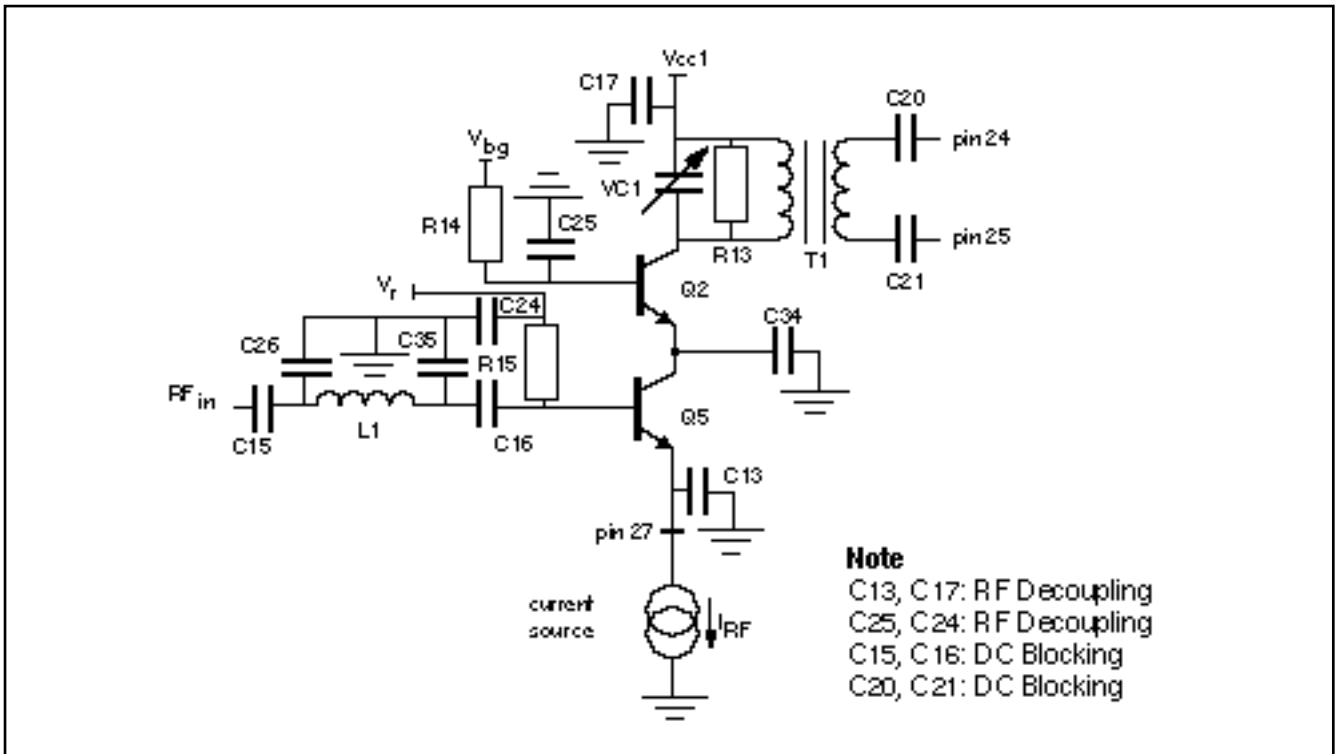 Vcc1
C17
C20
pin 24
Vbg
VC1
R14
C25
R13
T1
pin 25
C21
Vr
C24
Q2
C34
C26
C35
R15
RFin
C15
L1
C16
Q5
C13
pin 27
current
source
IRF
Note
C13, C17: RF Decoupling
C25, C24: RF Decoupling
C15, C16: DC Blocking
C20, C21: DC Blocking